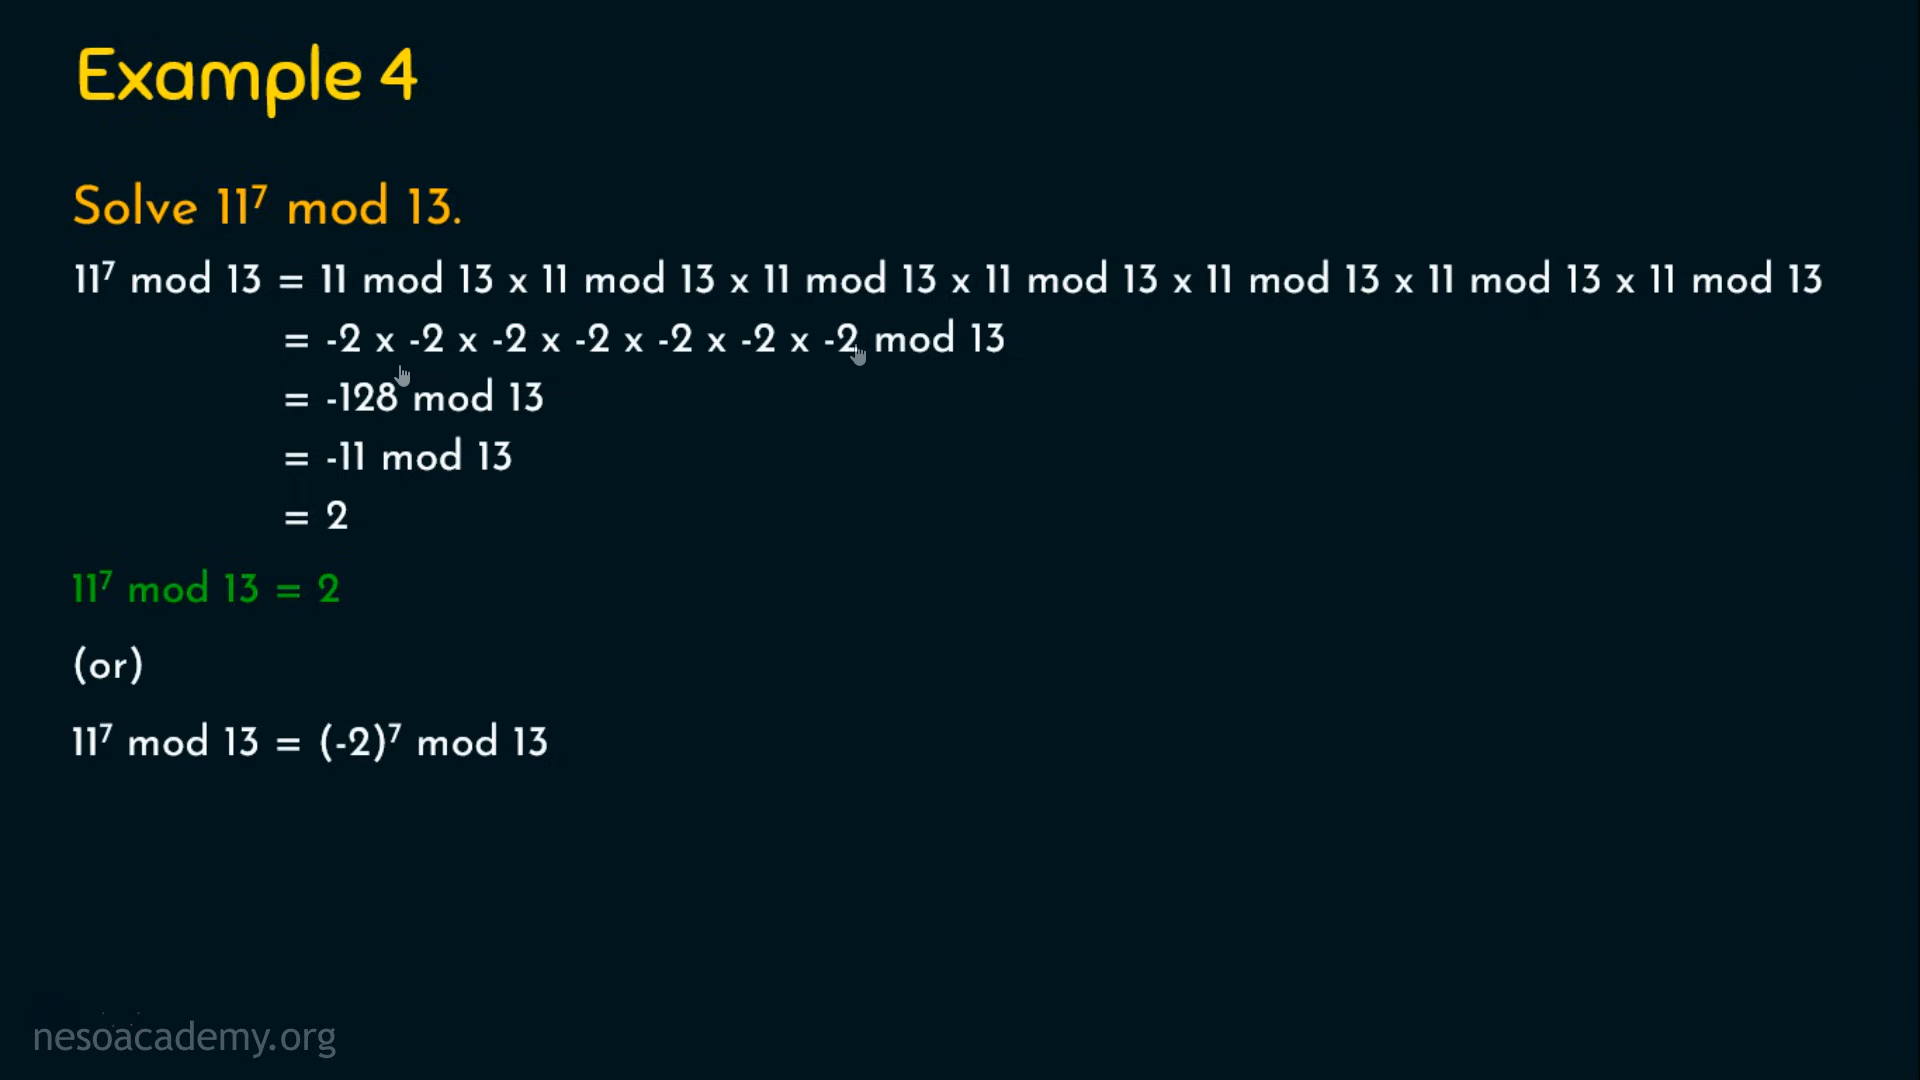 Example 4
Solve 11⁷ mod 13.
11⁷ mod 13 = 11 mod 13 x 11 mod 13 x 11 mod 13 x 11 mod 13 x 11 mod 13 x 11 mod 13 x 11 mod 13
= -2 x -2 x -2 x -2 x -2 x -2 x -2 mod 13
= -128 mod 13
= -11 mod 13
= 2
11⁷ mod 13 = 2
(or)
11⁷ mod 13 = (-2)⁷ mod 13
nesoacademy.org